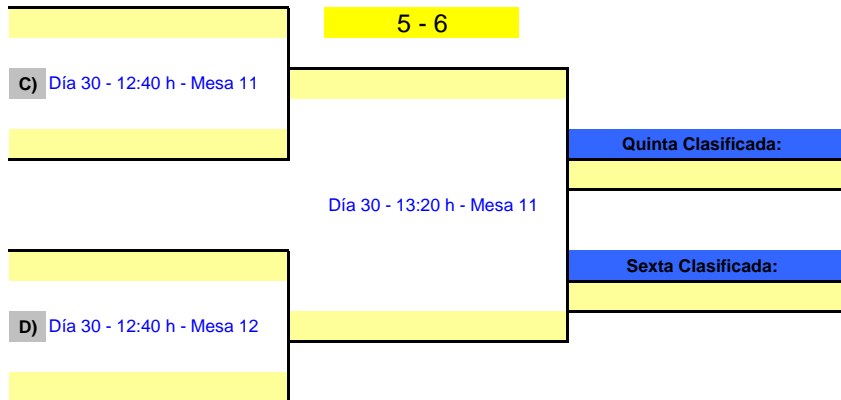 5 - 6
C) Día 30 - 12:40 h - Mesa 11
Quinta Clasificada:
Día 30 - 13:20 h - Mesa 11
Sexta Clasificada:
D) Día 30 - 12:40 h - Mesa 12